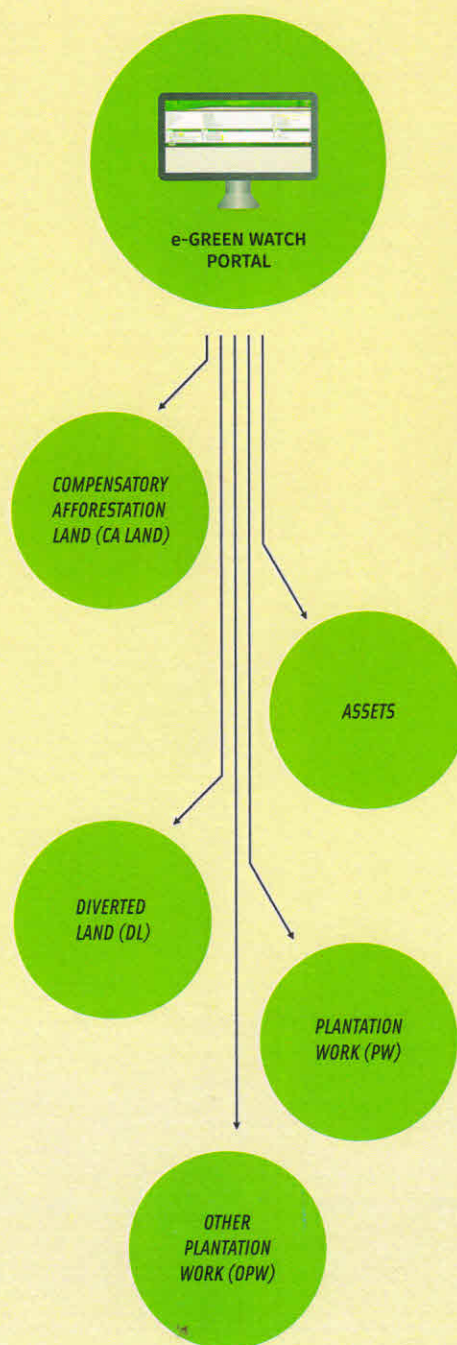 e-GREEN WATCH
PORTAL
COMPENSATORY
AFFORESTATION
LAND (CA LAND)
ASSETS
DIVERTED
LAND (DL)
PLANTATION
WORK (PW)
OTHER
PLANTATION
WORK (OPW)